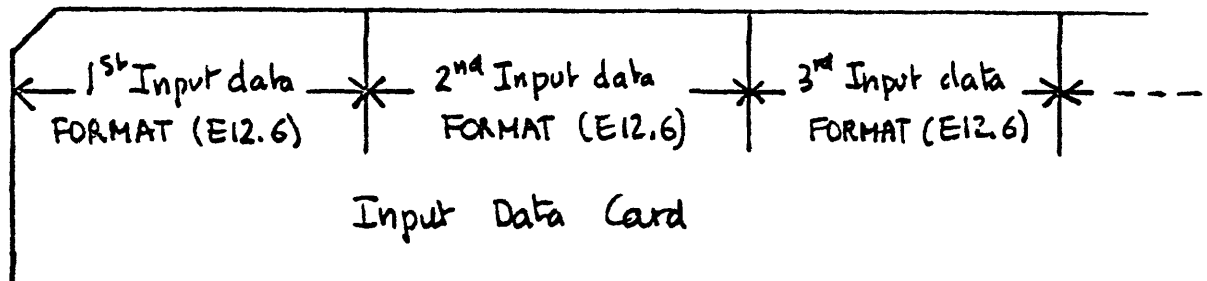 1st Input data 2nd Input data 3rd Input data
FORMAT (E12.6) FORMAT (E12.6) FORMAT (E12.6)
Input Data Card